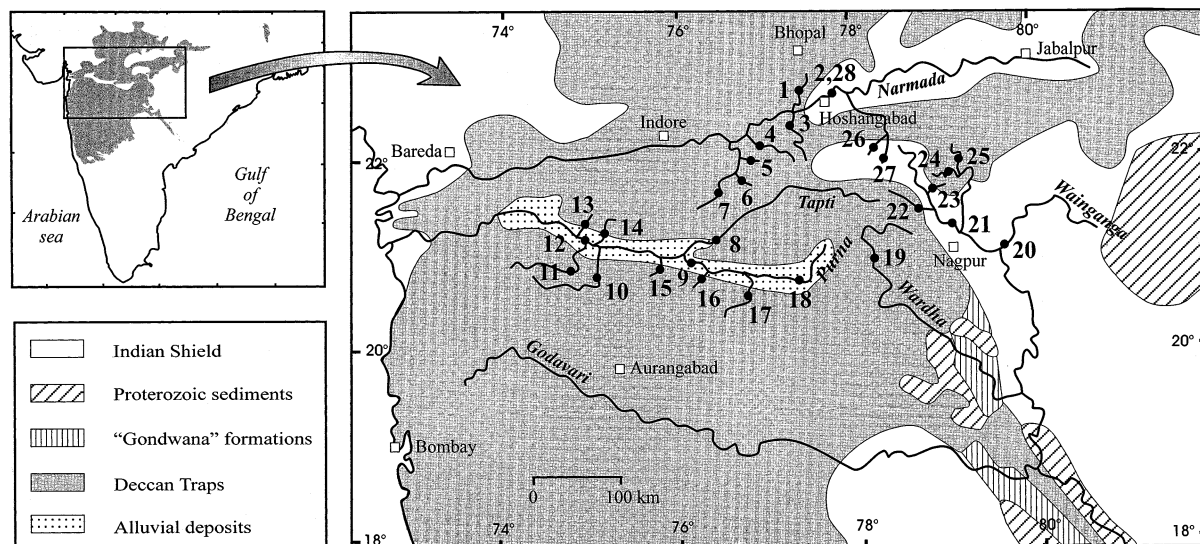 Arabian
sea
Gulf
of
Bengal
Indian Shield
Proterozoic sediments
“Gondwana” formations
Deccan Traps
Alluvial deposits
74°
76°
78°
80°
Bhopal
Jabalpur
1
2,28
Narmada
Hoshangabad
3
Indore
4
26
Bareda
22°
5
27
24
25
22°
6
23
7
Tapti
22
21
Wainganga
13
14
12
8
20
Nagpur
11
9
Purna
19
10
15
16
17
18
Wardha
20°
20°
Godavari
Aurangabad
Bombay
0
100 km
18°
74°
76°
78°
80°
18°